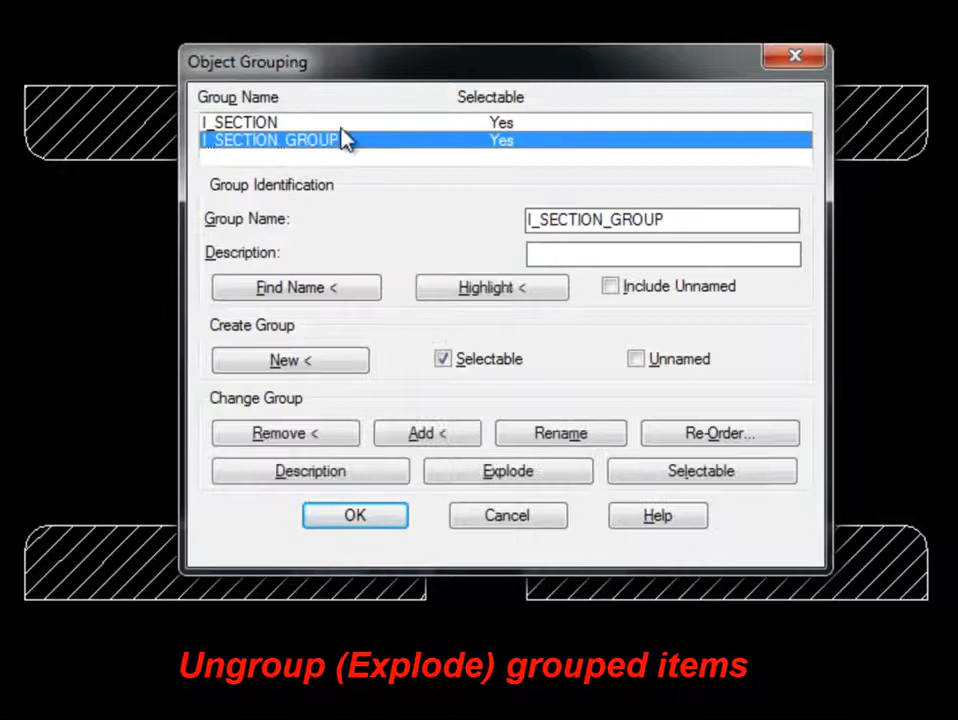 Object Grouping
Group Name Selectable
I_SECTION Yes
I_SECTION_GROUP Yes
Group Identification
Group Name: I_SECTION_GROUP
Description:
Find Name < Highlight < Include Unnamed
Create Group
New < Selectable Unnamed
Change Group
Remove < Add < Rename Re-Order...
Description Explode Selectable
OK Cancel Help
Ungroup (Explode) grouped items